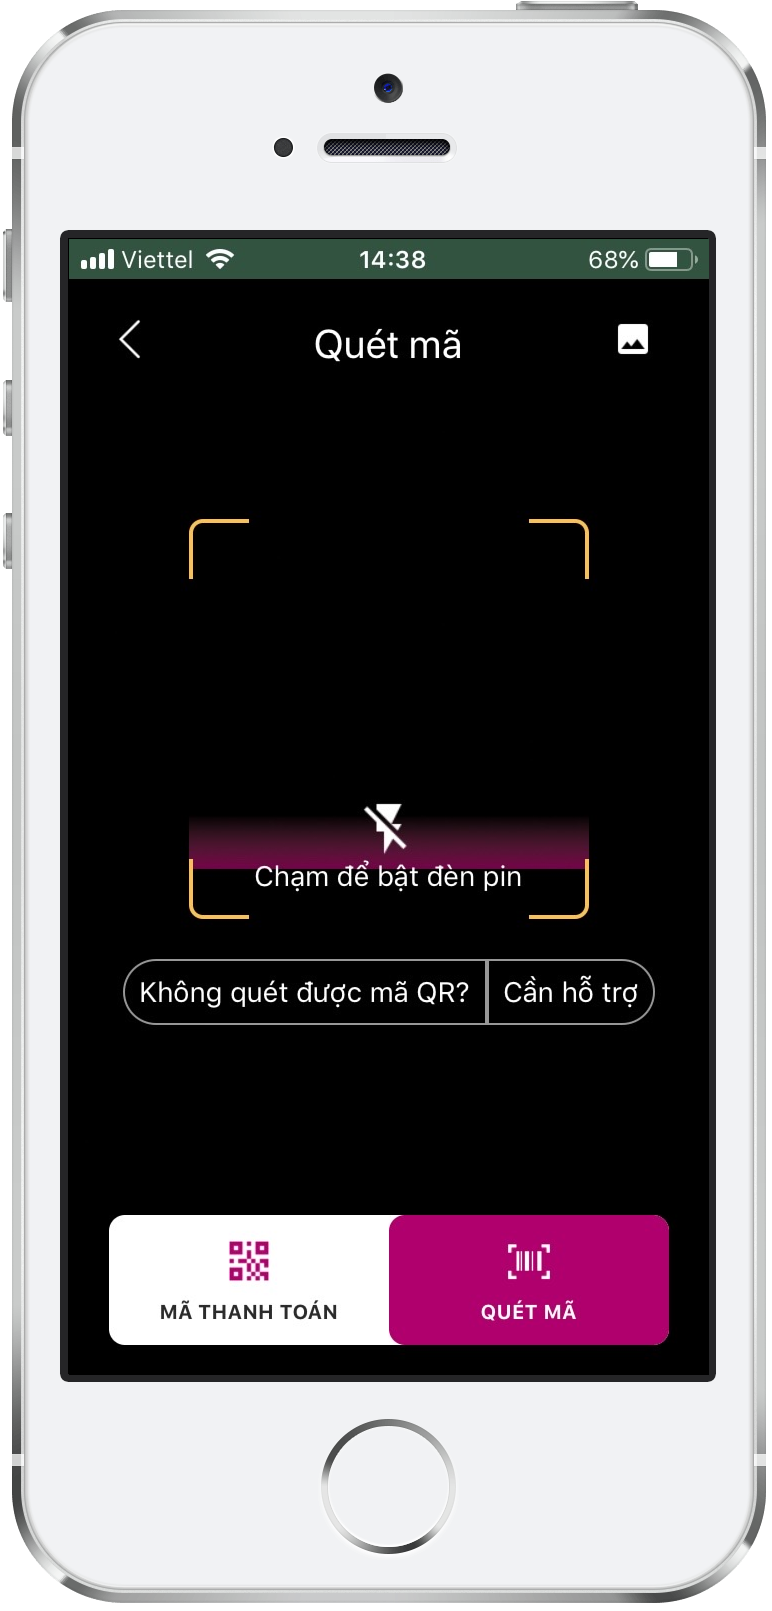 Viettel 14:38 68%
Quét mã
Chạm để bật đèn pin
Không quét được mã QR? Cần hỗ trợ
MÃ THANH TOÁN QUÉT MÃ